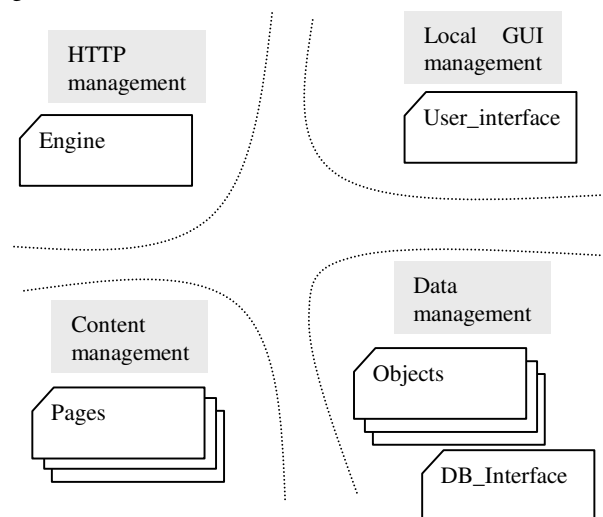 HTTP
management
Engine
Local GUI
management
User_interface
Content
management
Pages
Data
management
Objects
DB_Interface